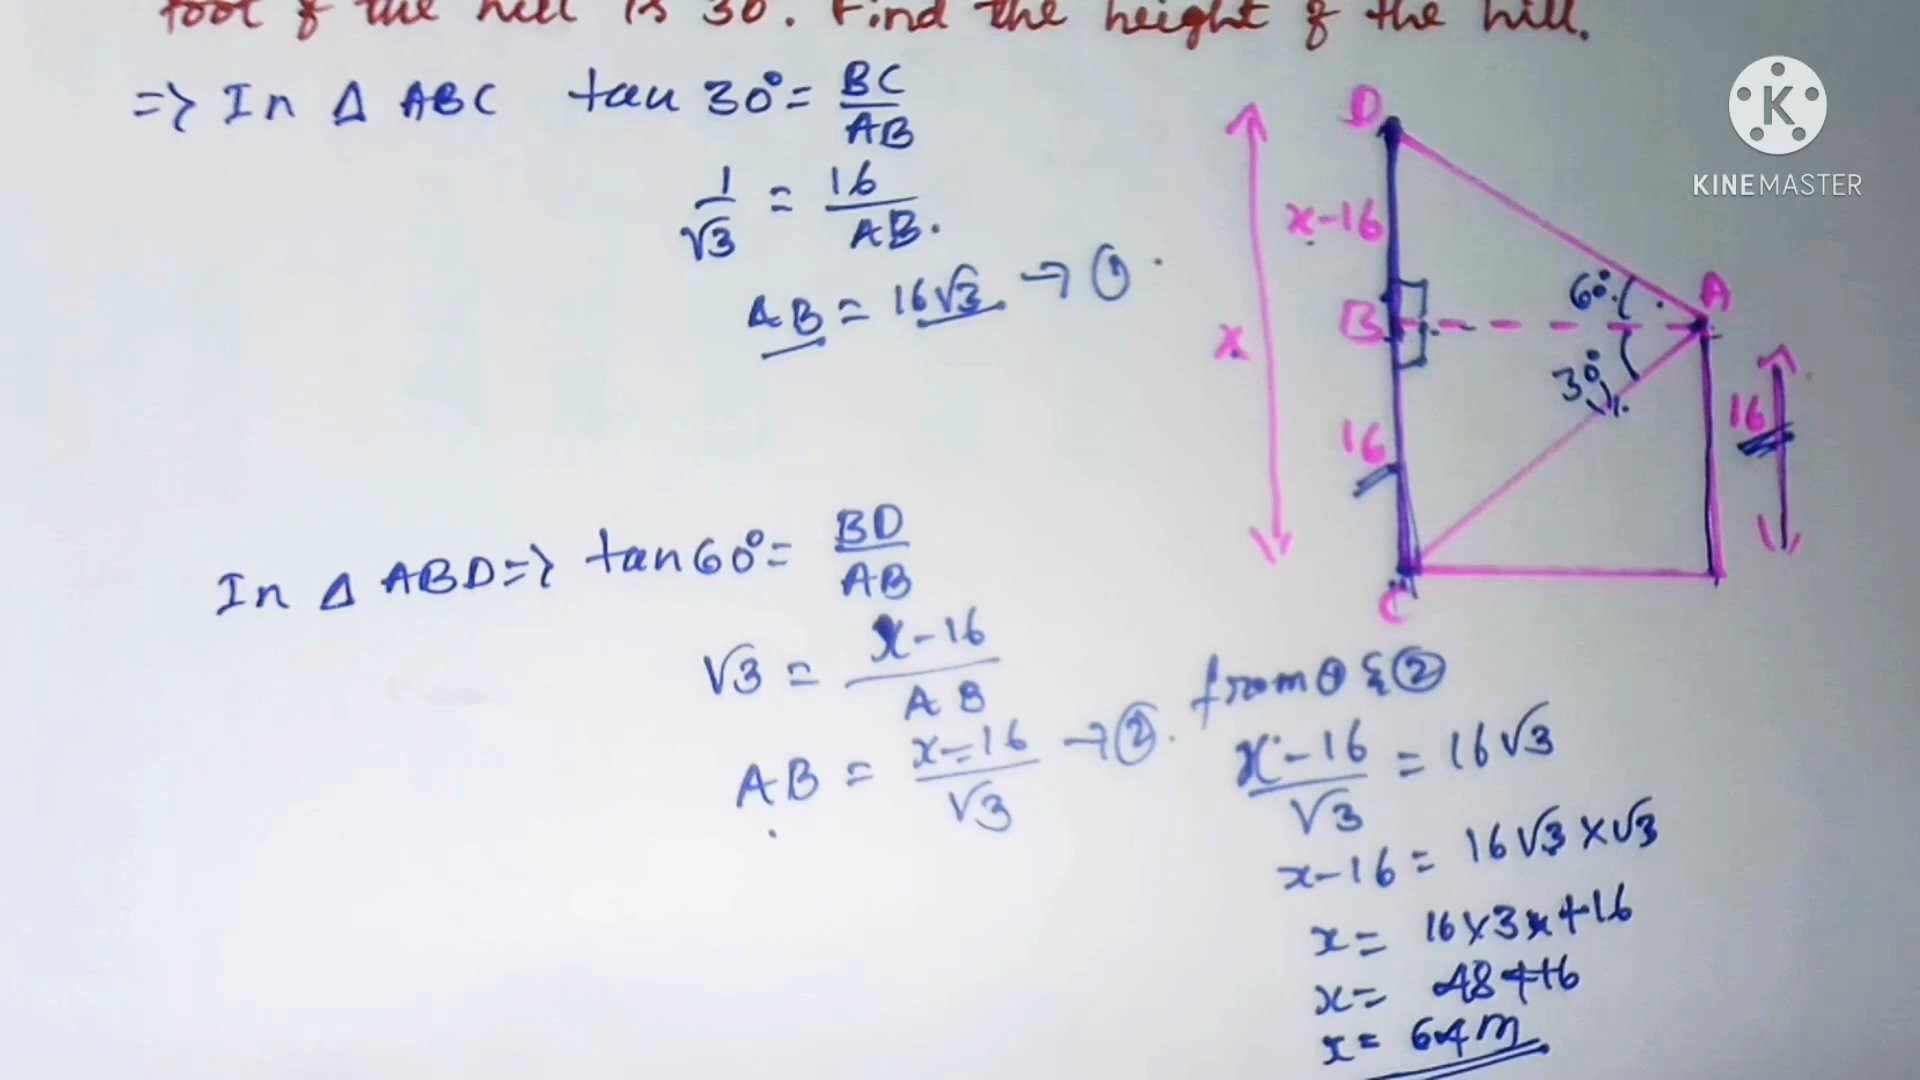 foot of the hill is 30°. Find the height of the hill.
=> In Δ ABC tan 30° = BC/AB
1/√3 = 16/AB.
AB = 16√3 → ①
In Δ ABD => tan 60° = BD/AB
√3 = x-16/AB
AB = x-16/√3 → ②.
from ① & ②
x-16/√3 = 16√3
x-16 = 16√3 × √3
x = 16×3+16
x = 48+16
x = 64m
D
x-16
B
x
16
C
60°
30°
A
16
K
KINEMASTER